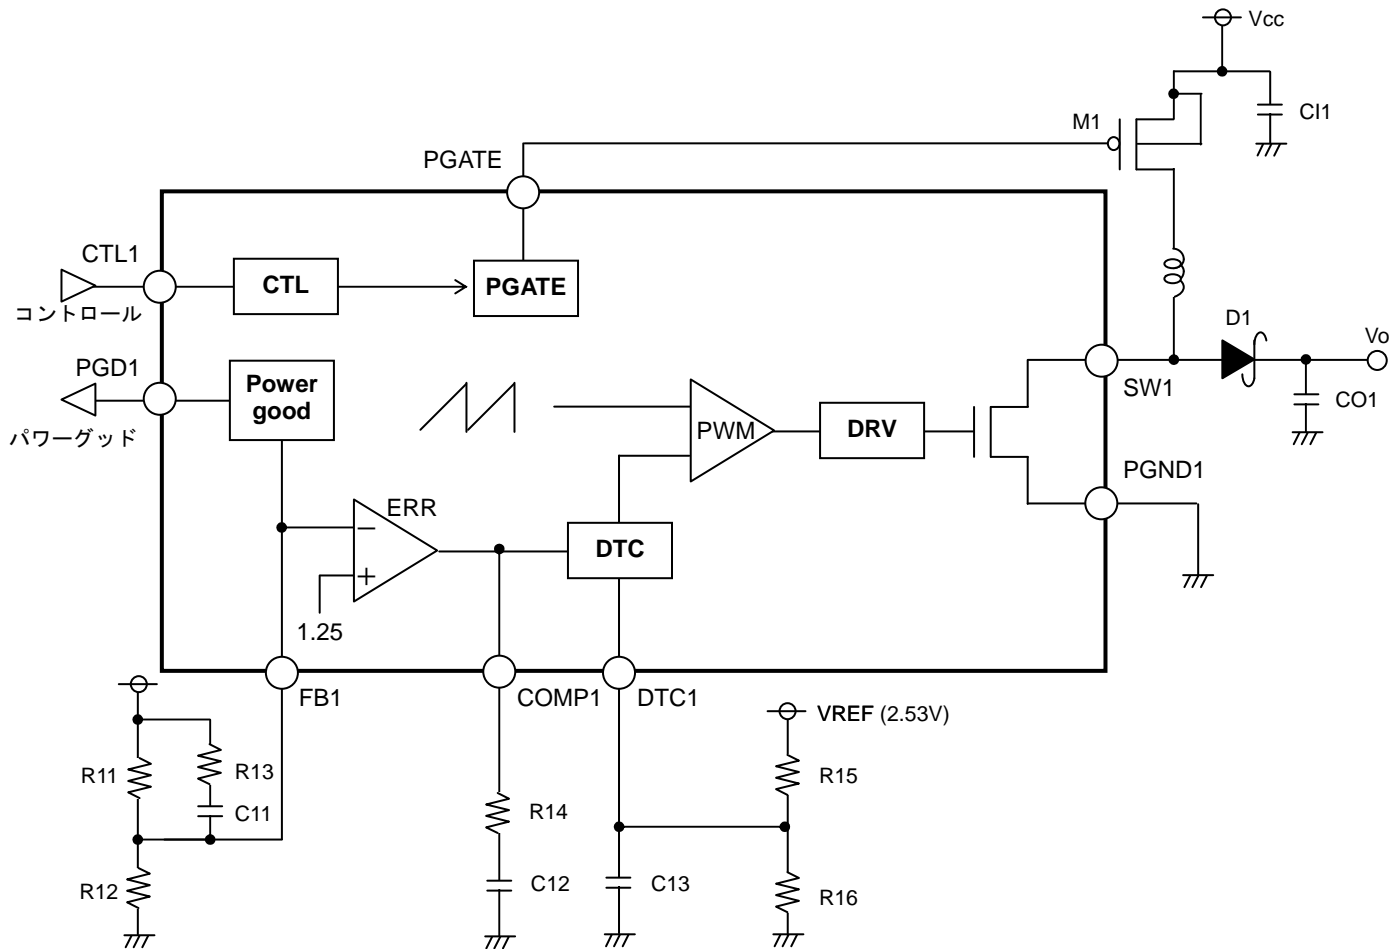 Vcc
M1
CI1
PGATE
CTL1
CTL
PGATE
コントロール
D1
Vo
PGD1
Power
good
SW1
CO1
パワーグッド
PWM
DRV
PGND1
ERR
−
+
DTC
1.25
FB1
COMP1
DTC1
VREF (2.53V)
R11
R13
R15
C11
R14
R12
C12
C13
R16